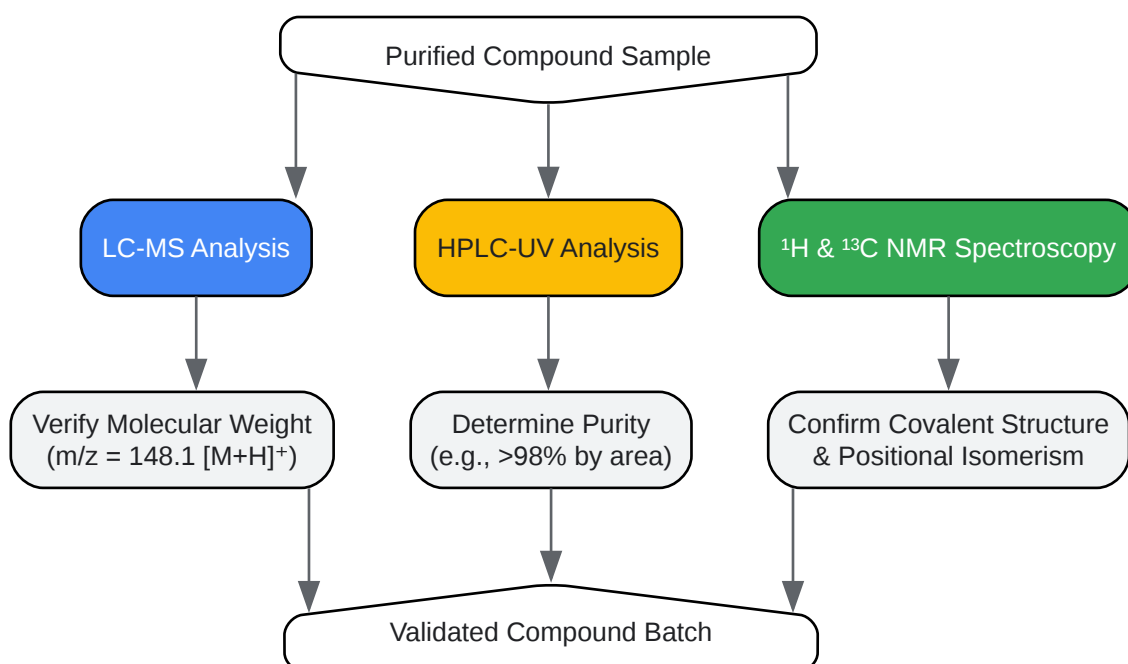 Purified Compound Sample
LC-MS Analysis
HPLC-UV Analysis
¹H & ¹³C NMR Spectroscopy
Verify Molecular Weight
(m/z = 148.1 [M+H]⁺)
Determine Purity
(e.g., >98% by area)
Confirm Covalent Structure
& Positional Isomerism
Validated Compound Batch